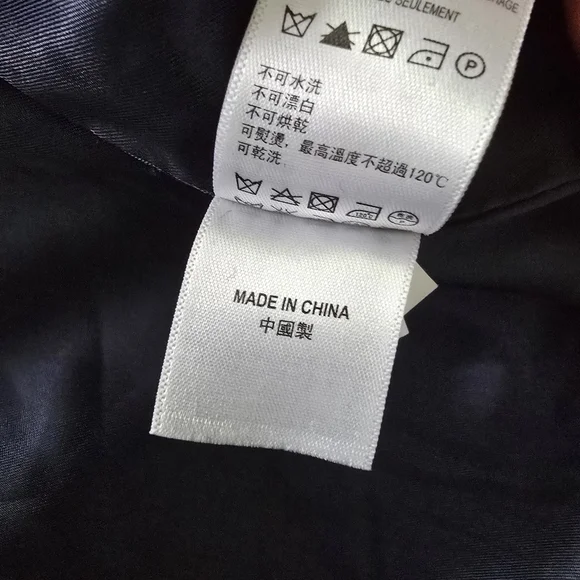 SEULEMENT
P
不可水洗
不可漂白
不可烘乾
可熨燙，最高溫度不超過120℃
可乾洗
120℃
MADE IN CHINA
中國製